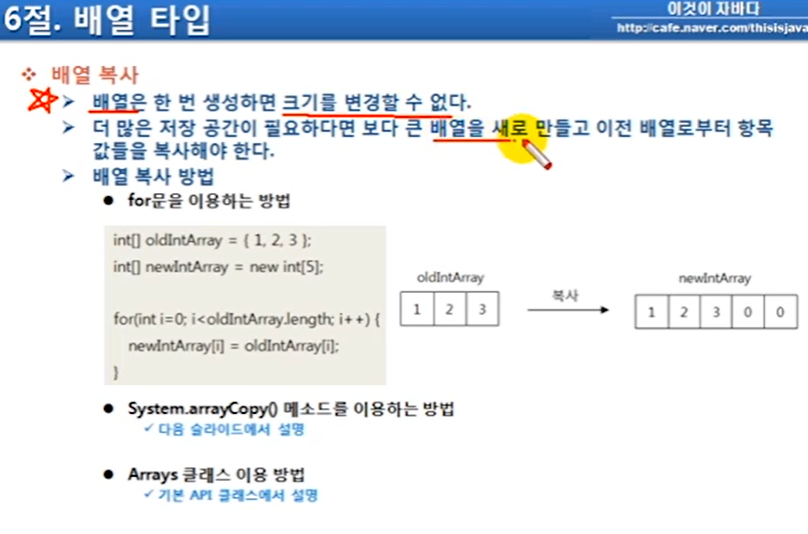 6절. 배열 타입
이것이 자바다
http://cafe.naver.com/thisisjava
배열 복사
배열은 한 번 생성하면 크기를 변경할 수 없다.
더 많은 저장 공간이 필요하다면 보다 큰 배열을 새로 만들고 이전 배열로부터 항목
값들을 복사해야 한다.
배열 복사 방법
for문을 이용하는 방법
int[] oldIntArray = { 1, 2, 3 };
int[] newIntArray = new int[5];
for(int i=0; i<oldIntArray.length; i++) {
newIntArray[i] = oldIntArray[i];
}
oldIntArray
1 2 3
복사
newIntArray
1 2 3 0 0
System.arrayCopy() 메소드를 이용하는 방법
다음 슬라이드에서 설명
Arrays 클래스 이용 방법
기본 API 클래스에서 설명